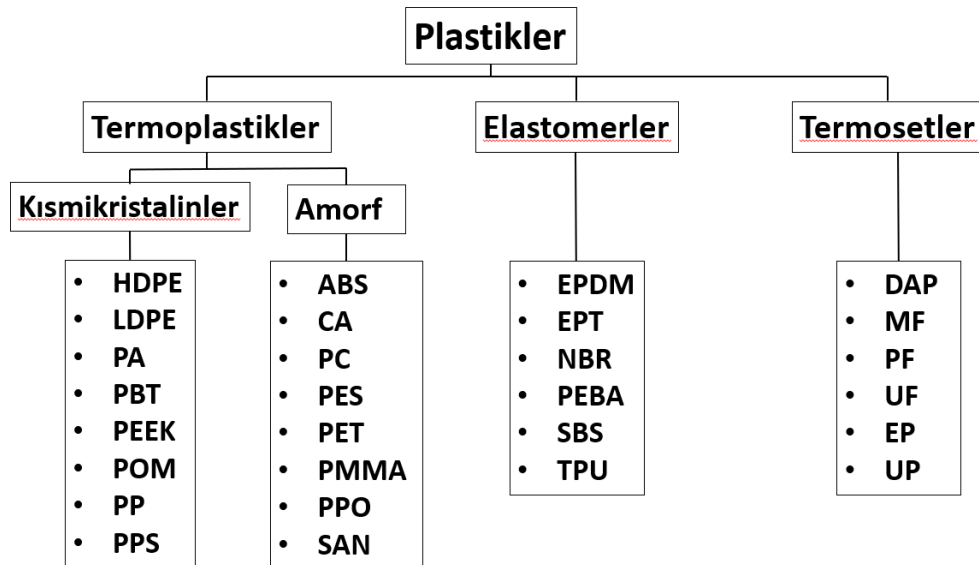 Plastikler
Termoplastikler
Elastomerler
Termosetler
Kısmikristalinler
Amorf
• HDPE
• LDPE
• PA
• PBT
• PEEK
• POM
• PP
• PPS
• ABS
• CA
• PC
• PES
• PET
• PMMA
• PPO
• SAN
• EPDM
• EPT
• NBR
• PEBA
• SBS
• TPU
• DAP
• MF
• PF
• UF
• EP
• UP